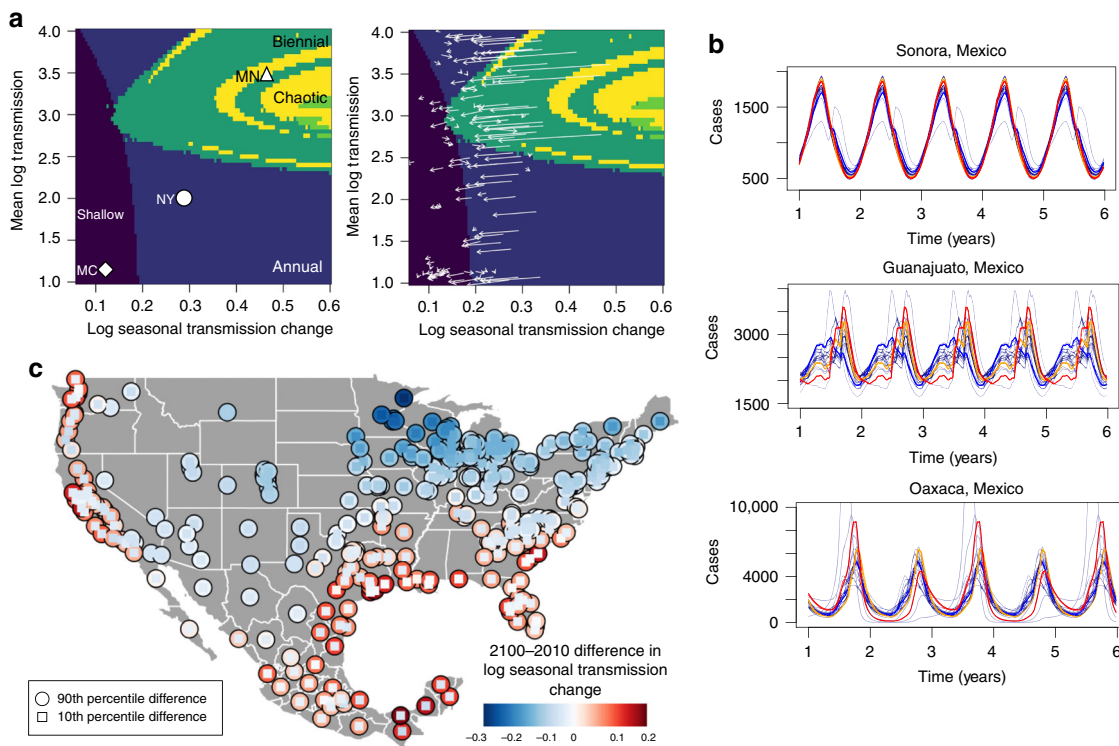 a
Mean log transmission
4.0
3.5
3.0
2.5
2.0
1.5
1.0
Biennial
MN
Chaotic
NY
Shallow
MC
Annual
0.1 0.2 0.3 0.4 0.5 0.6
Log seasonal transmission change
Mean log transmission
4.0
3.5
3.0
2.5
2.0
1.5
1.0
0.1 0.2 0.3 0.4 0.5 0.6
Log seasonal transmission change
b
Sonora, Mexico
Cases
1500
500
1 2 3 4 5 6
Time (years)
Guanajuato, Mexico
Cases
3000
1500
1 2 3 4 5 6
Time (years)
Oaxaca, Mexico
Cases
10,000
4000
0
1 2 3 4 5 6
Time (years)
c
2100–2010 difference in
log seasonal transmission
change
−0.3 −0.2 −0.1 0 0.1 0.2
90th percentile difference
10th percentile difference